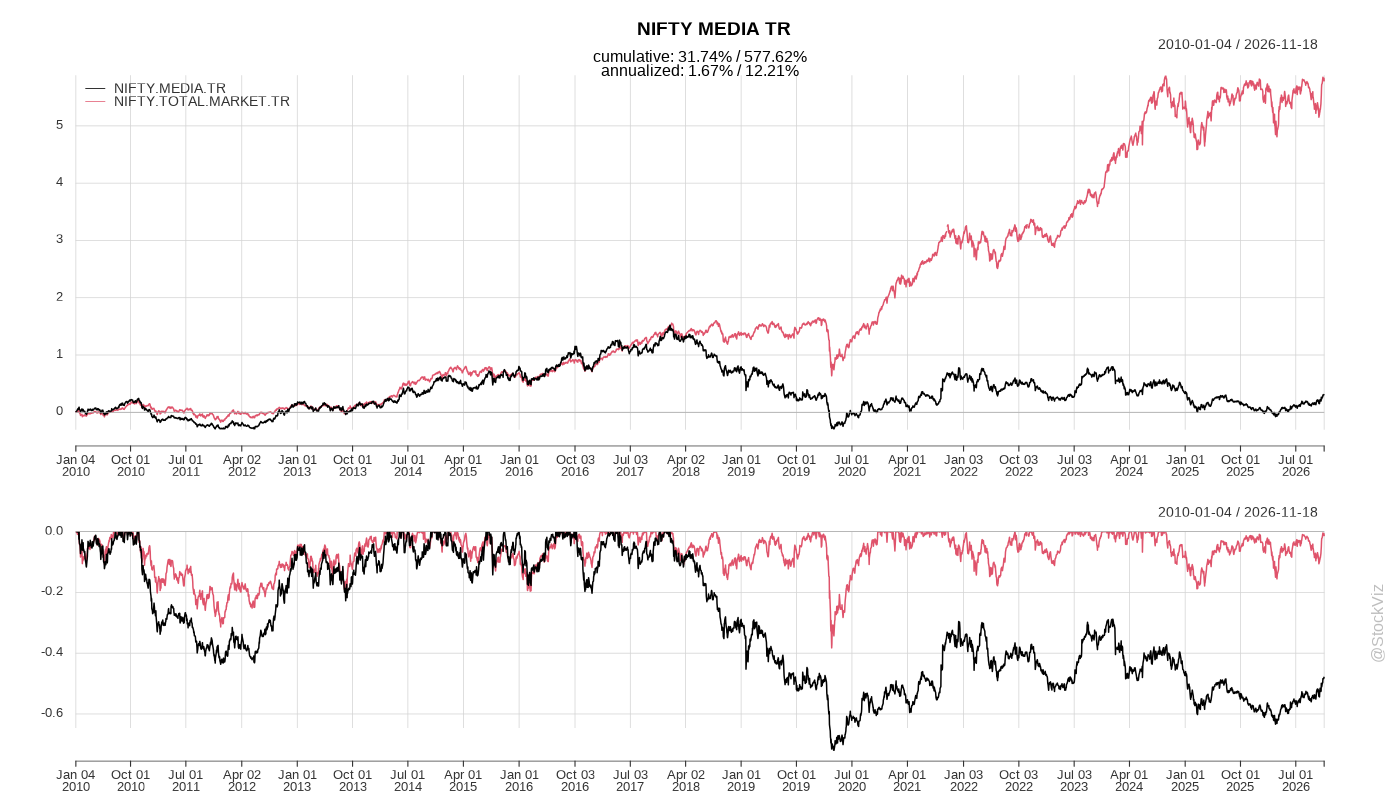 NIFTY MEDIA TR
2010-01-04 / 2026-11-18
cumulative: 31.74% / 577.62%
annualized: 1.67% / 12.21%
NIFTY.MEDIA.TR
NIFTY.TOTAL.MARKET.TR
5
4
3
2
1
0
Jan 04 Oct 01 Jul 01 Apr 02 Jan 01 Oct 01 Jul 01 Apr 01 Jan 01 Oct 03 Jul 03 Apr 02 Jan 01 Oct 01 Jul 01 Apr 01 Jan 03 Oct 03 Jul 03 Apr 01 Jan 01 Oct 01 Jul 01
2010 2010 2011 2012 2013 2013 2014 2015 2016 2016 2017 2018 2019 2019 2020 2021 2022 2022 2023 2024 2025 2025 2026
2010-01-04 / 2026-11-18
0.0
-0.2
-0.4
-0.6
Jan 04 Oct 01 Jul 01 Apr 02 Jan 01 Oct 01 Jul 01 Apr 01 Jan 01 Oct 03 Jul 03 Apr 02 Jan 01 Oct 01 Jul 01 Apr 01 Jan 03 Oct 03 Jul 03 Apr 01 Jan 01 Oct 01 Jul 01
2010 2010 2011 2012 2013 2013 2014 2015 2016 2016 2017 2018 2019 2019 2020 2021 2022 2022 2023 2024 2025 2025 2026
@StockViz